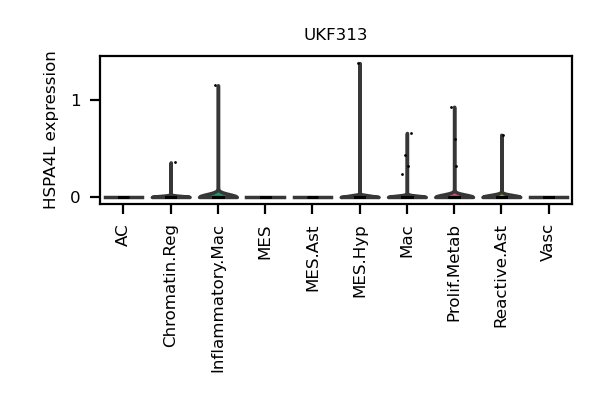 UKF313
HSPA4L expression
1
0
AC
Chromatin.Reg
Inflammatory.Mac
MES
MES.Ast
MES.Hyp
Mac
Prolif.Metab
Reactive.Ast
Vasc